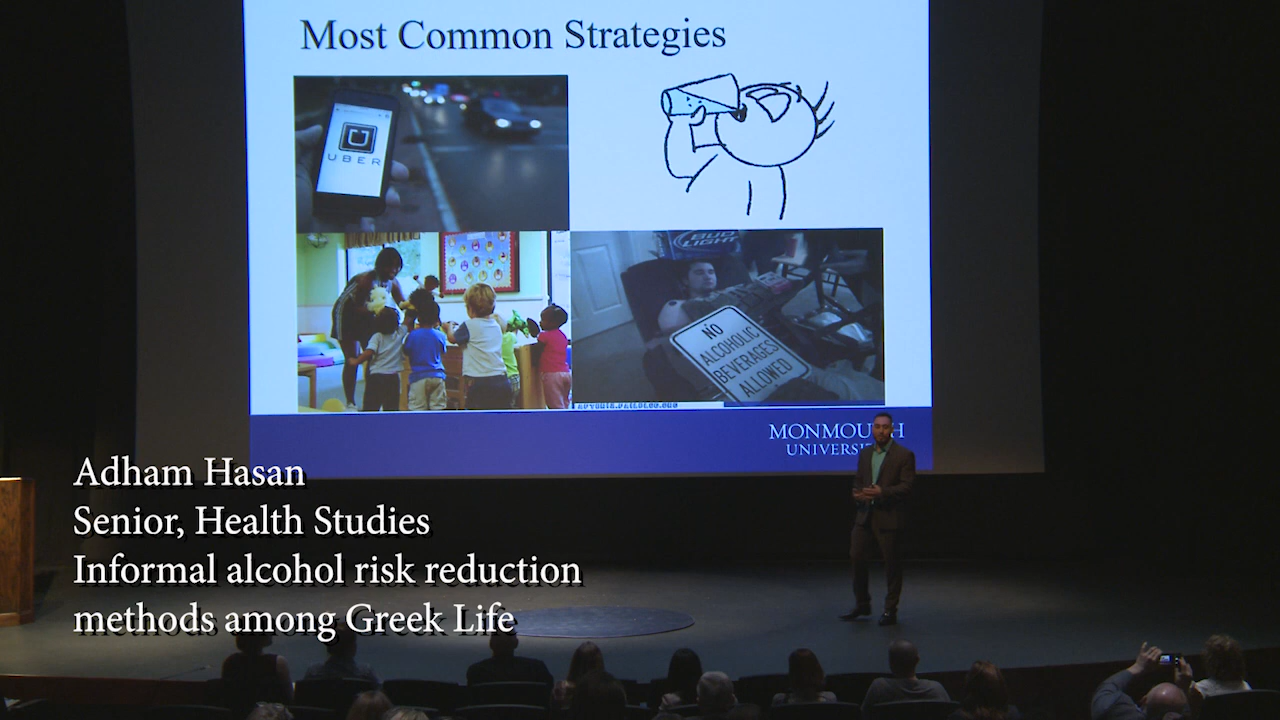 Most Common Strategies
UBER
BUD
LIGHT
NO
ALCOHOLIC
BEVERAGES
ALLOWED
MONMOUTH
UNIVERSITY
Adham Hasan
Senior, Health Studies
Informal alcohol risk reduction
methods among Greek Life